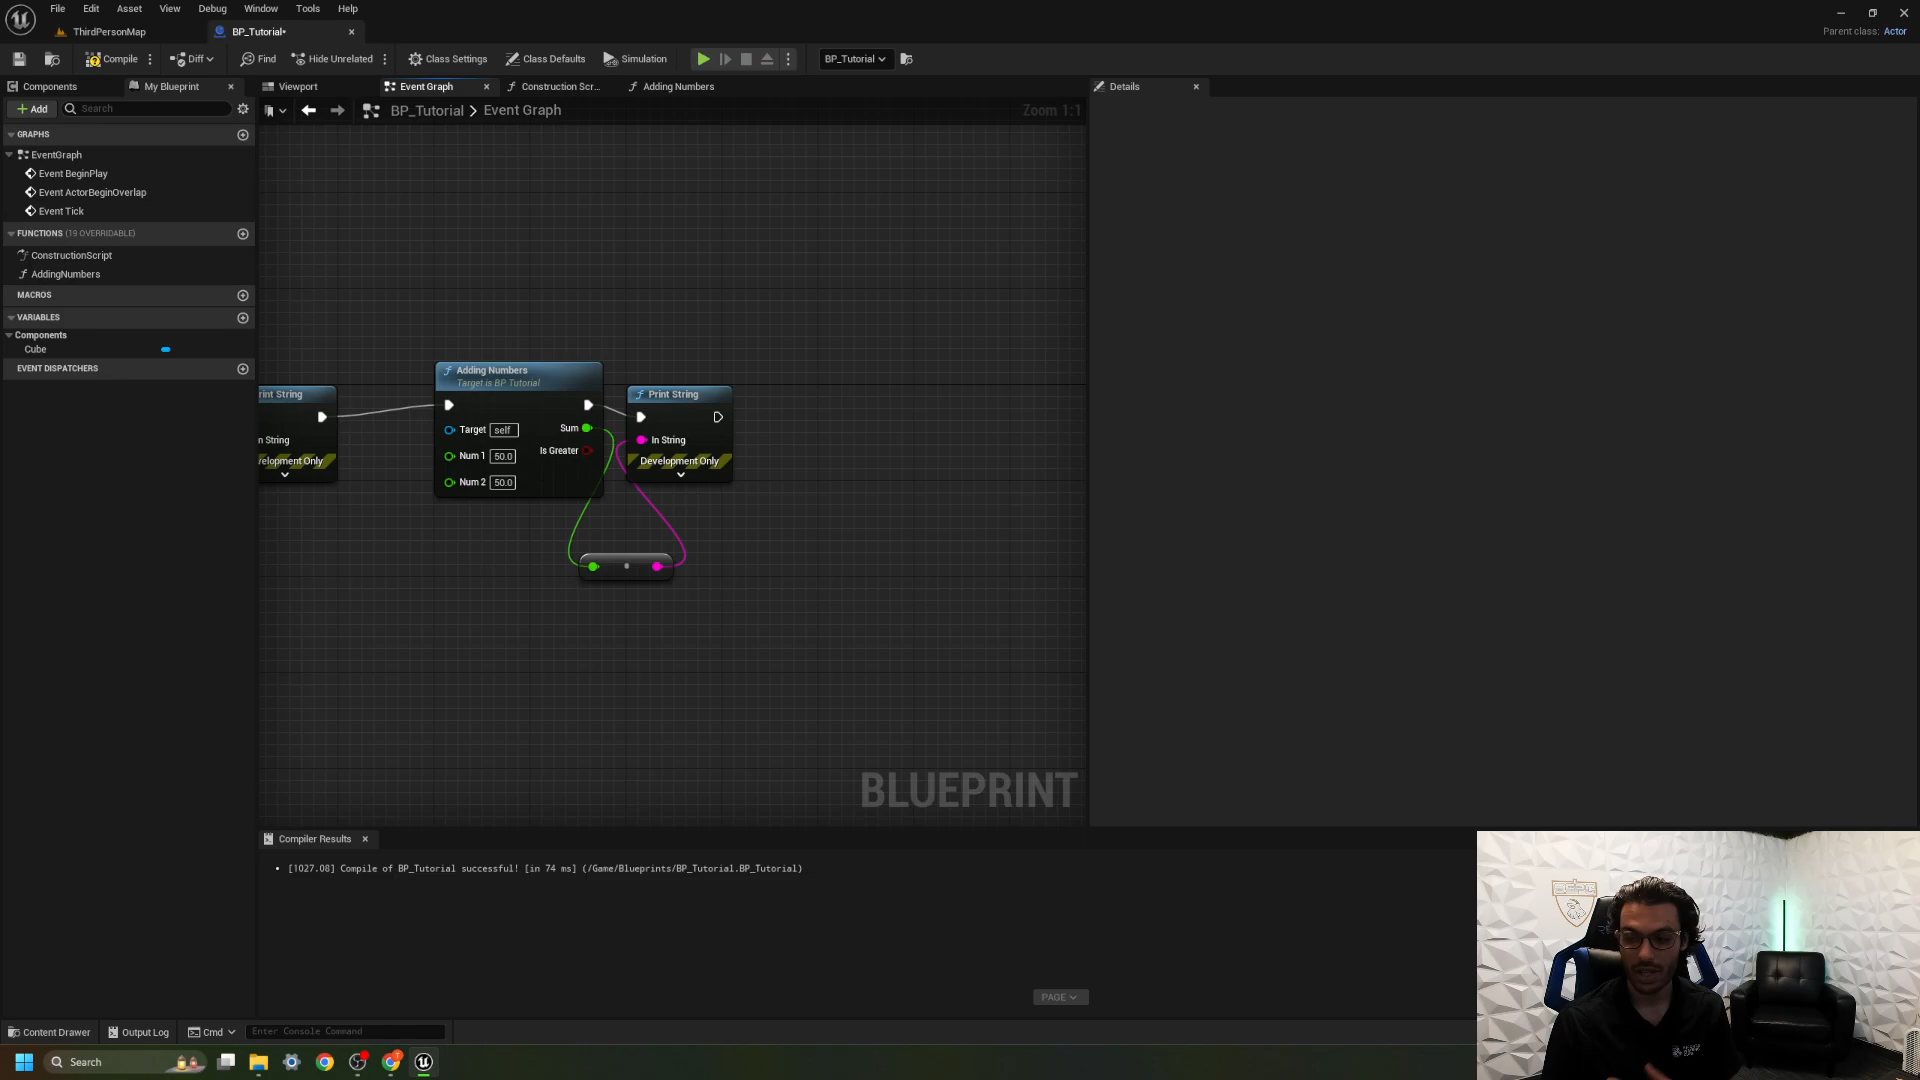 File Edit Asset View Debug Window Tools Help
ThirdPersonMap
BP_Tutorial•
Parent class: Actor
Compile
Diff
Find
Hide Unrelated
Class Settings
Class Defaults
Simulation
BP_Tutorial
Components
My Blueprint
Viewport
Event Graph
Construction Scr...
Adding Numbers
Details
Add
Search
BP_Tutorial > Event Graph
Zoom 1:1
GRAPHS
EventGraph
Event BeginPlay
Event ActorBeginOverlap
Event Tick
FUNCTIONS (19 OVERRIDABLE)
ConstructionScript
AddingNumbers
MACROS
VARIABLES
Components
Cube
EVENT DISPATCHERS
rint String
n String
velopment Only
Adding Numbers
Target is BP Tutorial
Target self
Sum
Num 1 50.0
Is Greater
Num 2 50.0
Print String
In String
Development Only
BLUEPRINT
Compiler Results
• [1027.08] Compile of BP_Tutorial successful! [in 74 ms] (/Game/Blueprints/BP_Tutorial.BP_Tutorial)
PAGE
Content Drawer
Output Log
Cmd
Enter Console Command
Search